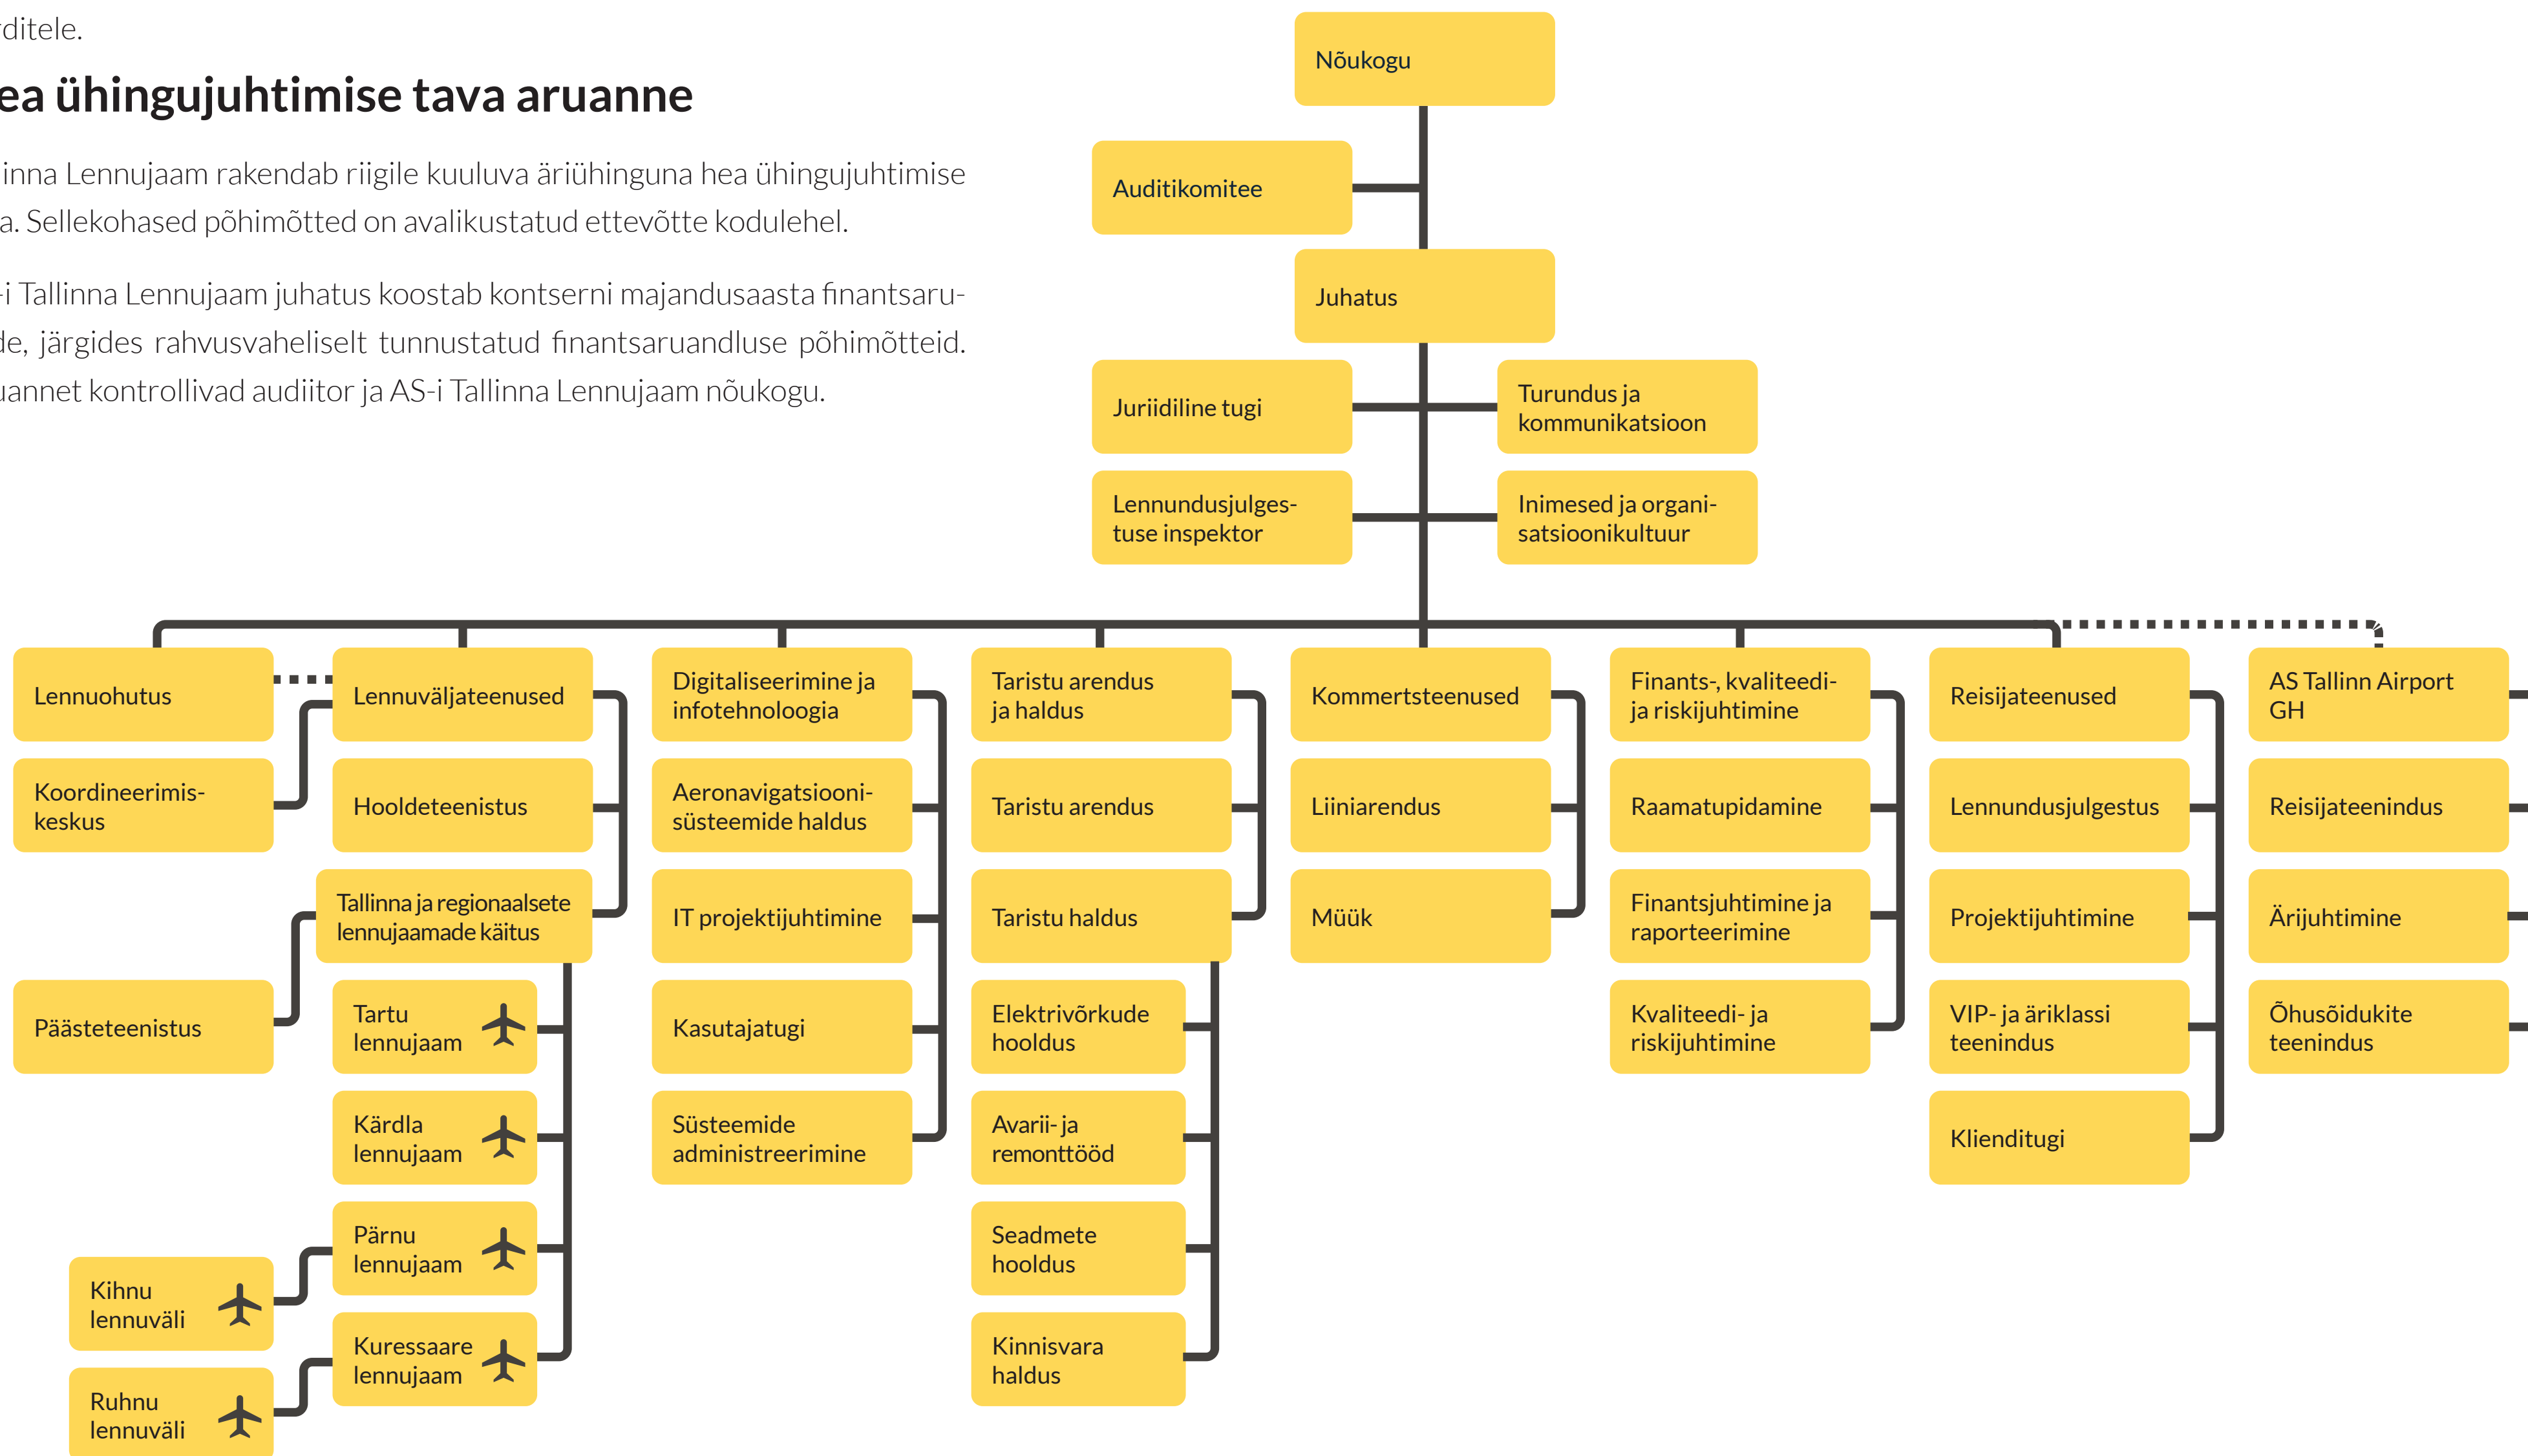 ditele.
ea ühingujuhtimise tava aruanne
linna Lennujaam rakendab riigile kuuluva äriühinguna hea ühingujuhtimise
a. Sellekohased põhimõtted on avalikustatud ettevõtte kodulehel.
-i Tallinna Lennujaam juhatus koostab kontserni majandusaasta finantsaru-
de, järgides rahvusvaheliselt tunnustatud finantsaruandluse põhimõtteid.
uannet kontrollivad audiitor ja AS-i Tallinna Lennujaam nõukogu.
Nõukogu
Auditikomitee
Juhatus
Juriidiline tugi
Turundus ja
kommunikatsioon
Lennundusjulges-
tuse inspektor
Inimesed ja organi-
satsioonikultuur
Lennuohutus
Koordineerimis-
keskus
Päästeteenistus
Kihnu
lennuväli
Ruhnu
lennuväli
Lennuväljateenused
Hooldeteenistus
Tallinna ja regionaalsete
lennujaamade käitus
Tartu
lennujaam
Kärdla
lennujaam
Pärnu
lennujaam
Kuressaare
lennujaam
Digitaliseerimine ja
infotehnoloogia
Aeronavigatsiooni-
süsteemide haldus
IT projektijuhtimine
Kasutajatugi
Süsteemide
administreerimine
Taristu arendus
ja haldus
Taristu arendus
Taristu haldus
Elektrivõrkude
hooldus
Avarii- ja
remonttööd
Seadmete
hooldus
Kinnisvara
haldus
Kommertsteenused
Liiniarendus
Müük
Finants-, kvaliteedi-
ja riskijuhtimine
Raamatupidamine
Finantsjuhtimine ja
raporteerimine
Kvaliteedi- ja
riskijuhtimine
Reisijateenused
Lennundusjulgestus
Projektijuhtimine
VIP- ja äriklassi
teenindus
Klienditugi
AS Tallinn Airport
GH
Reisijateenindus
Ärijuhtimine
Õhusõidukite
teenindus